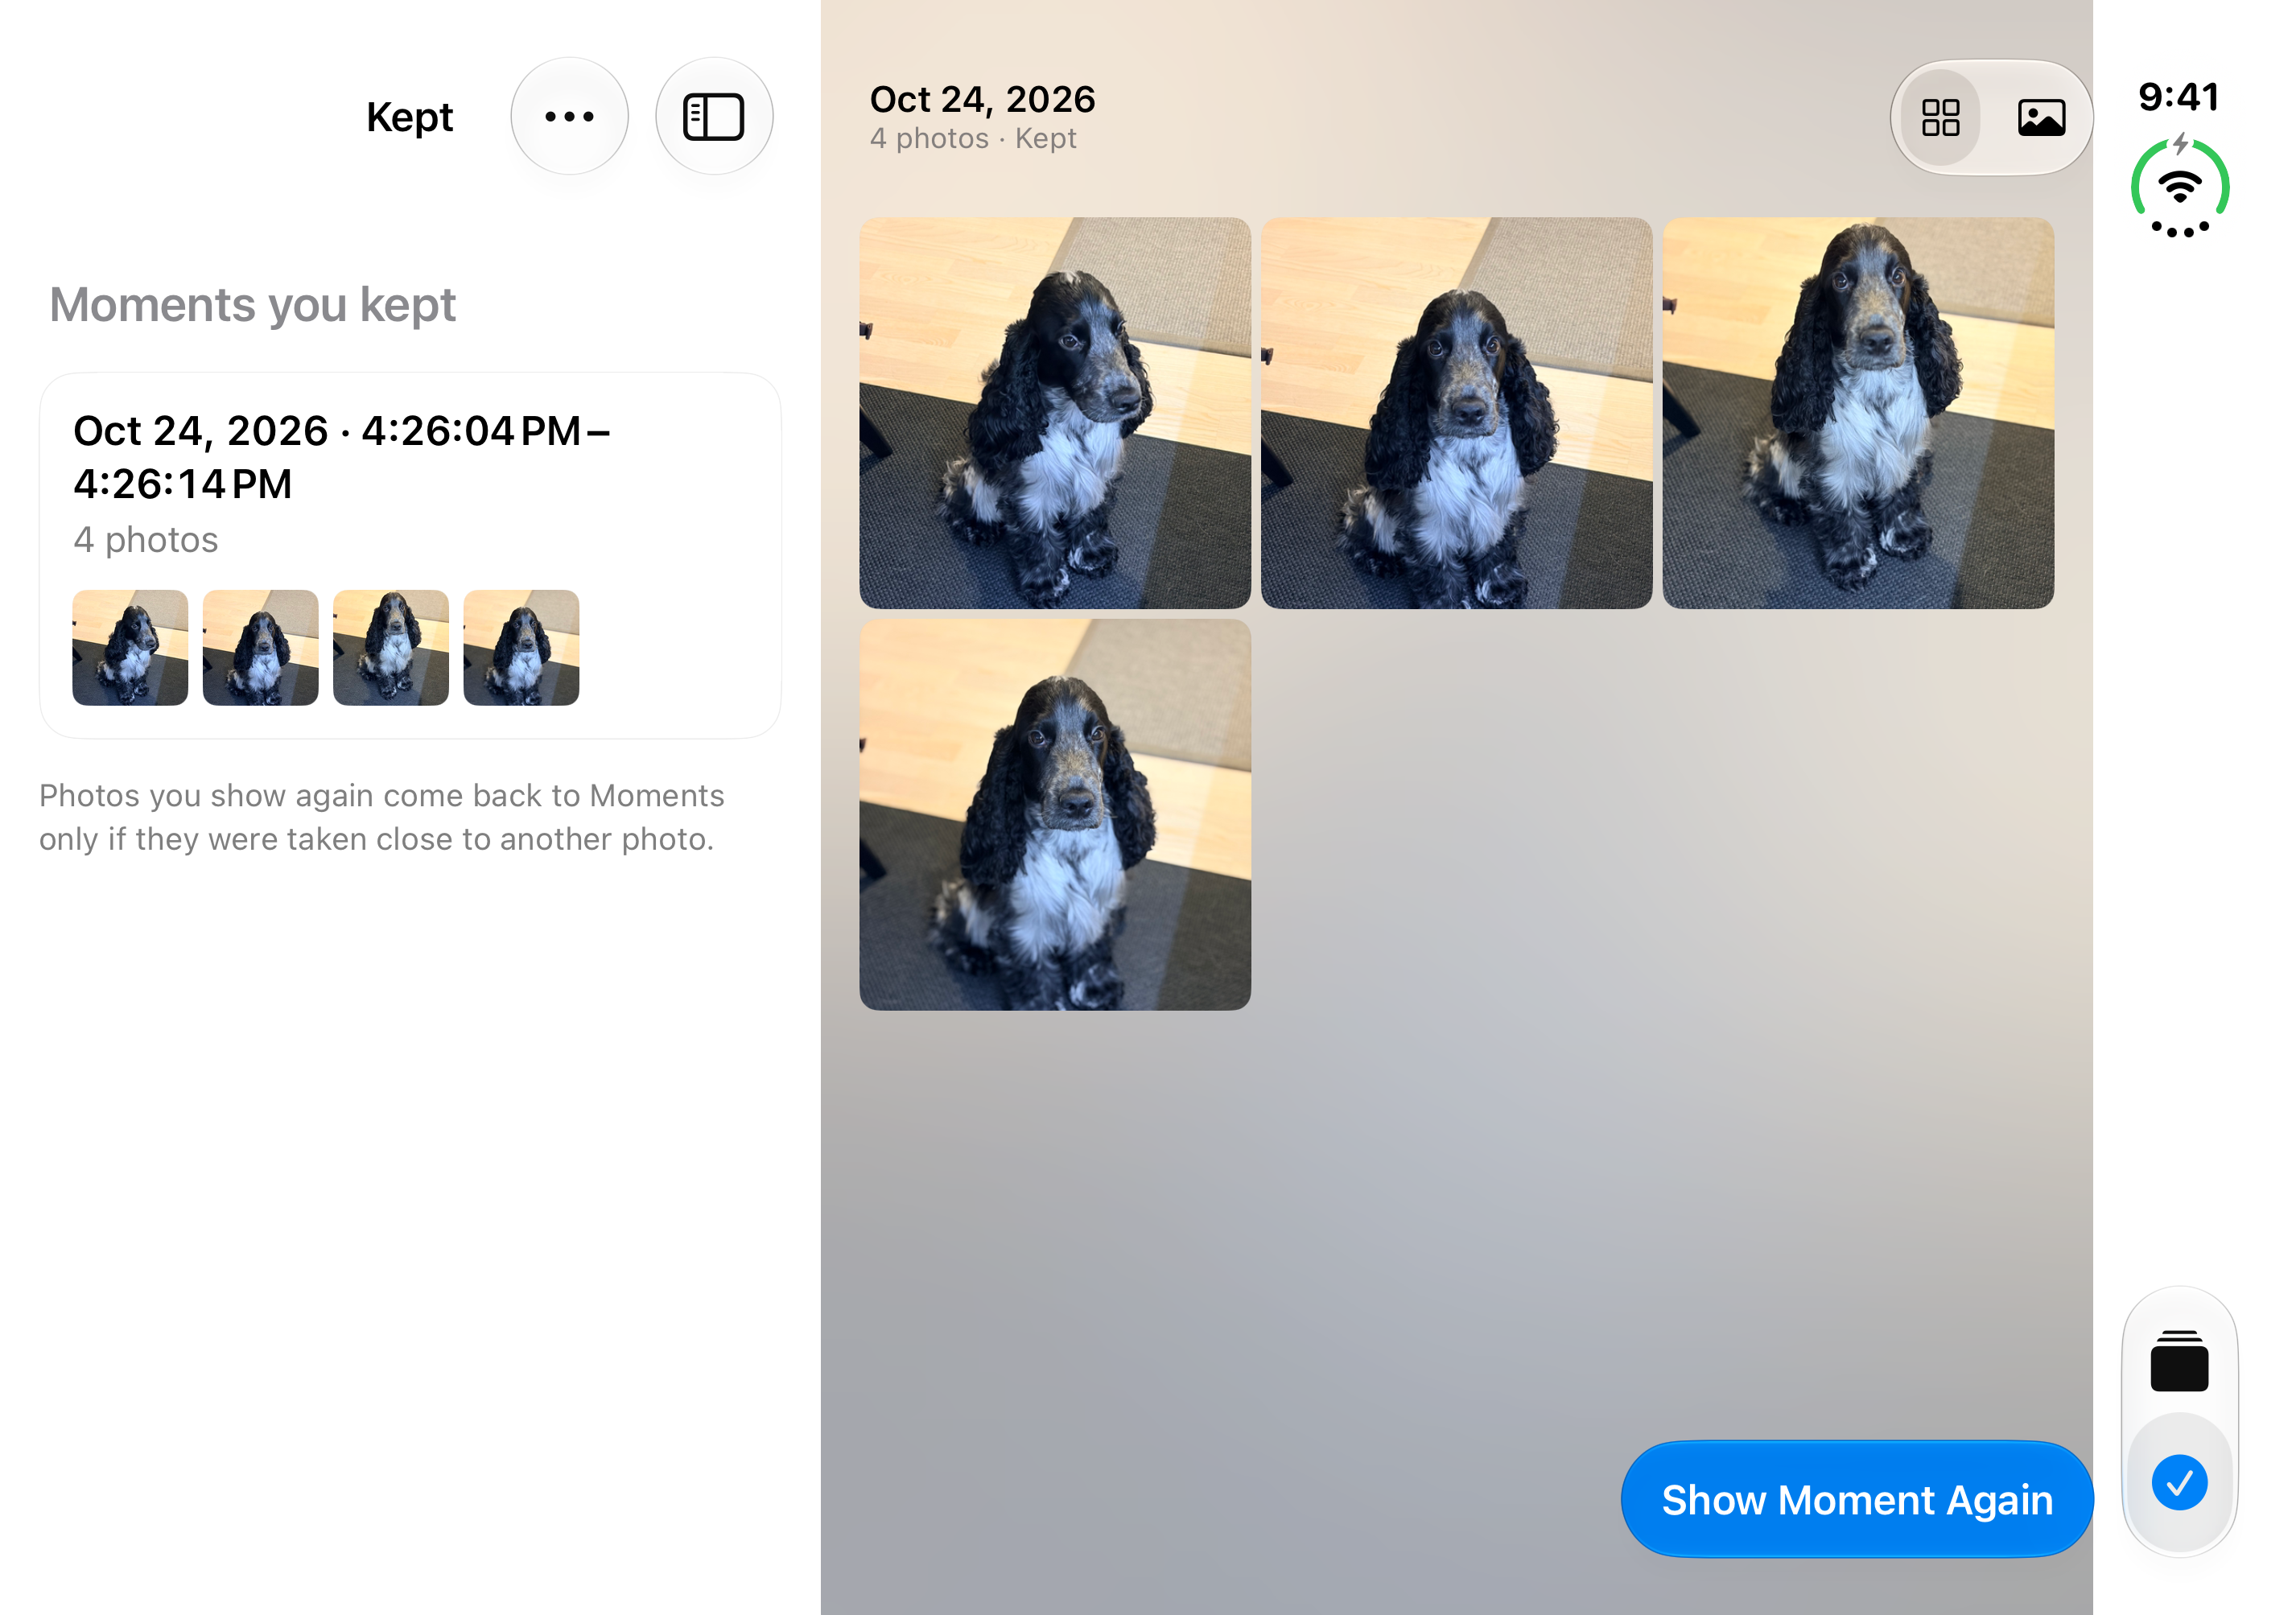 Kept
Moments you kept
Oct 24, 2026 · 4:26:04 PM–
4:26:14 PM
4 photos
Photos you show again come back to Moments
only if they were taken close to another photo.
Oct 24, 2026
4 photos · Kept
Show Moment Again
9:41